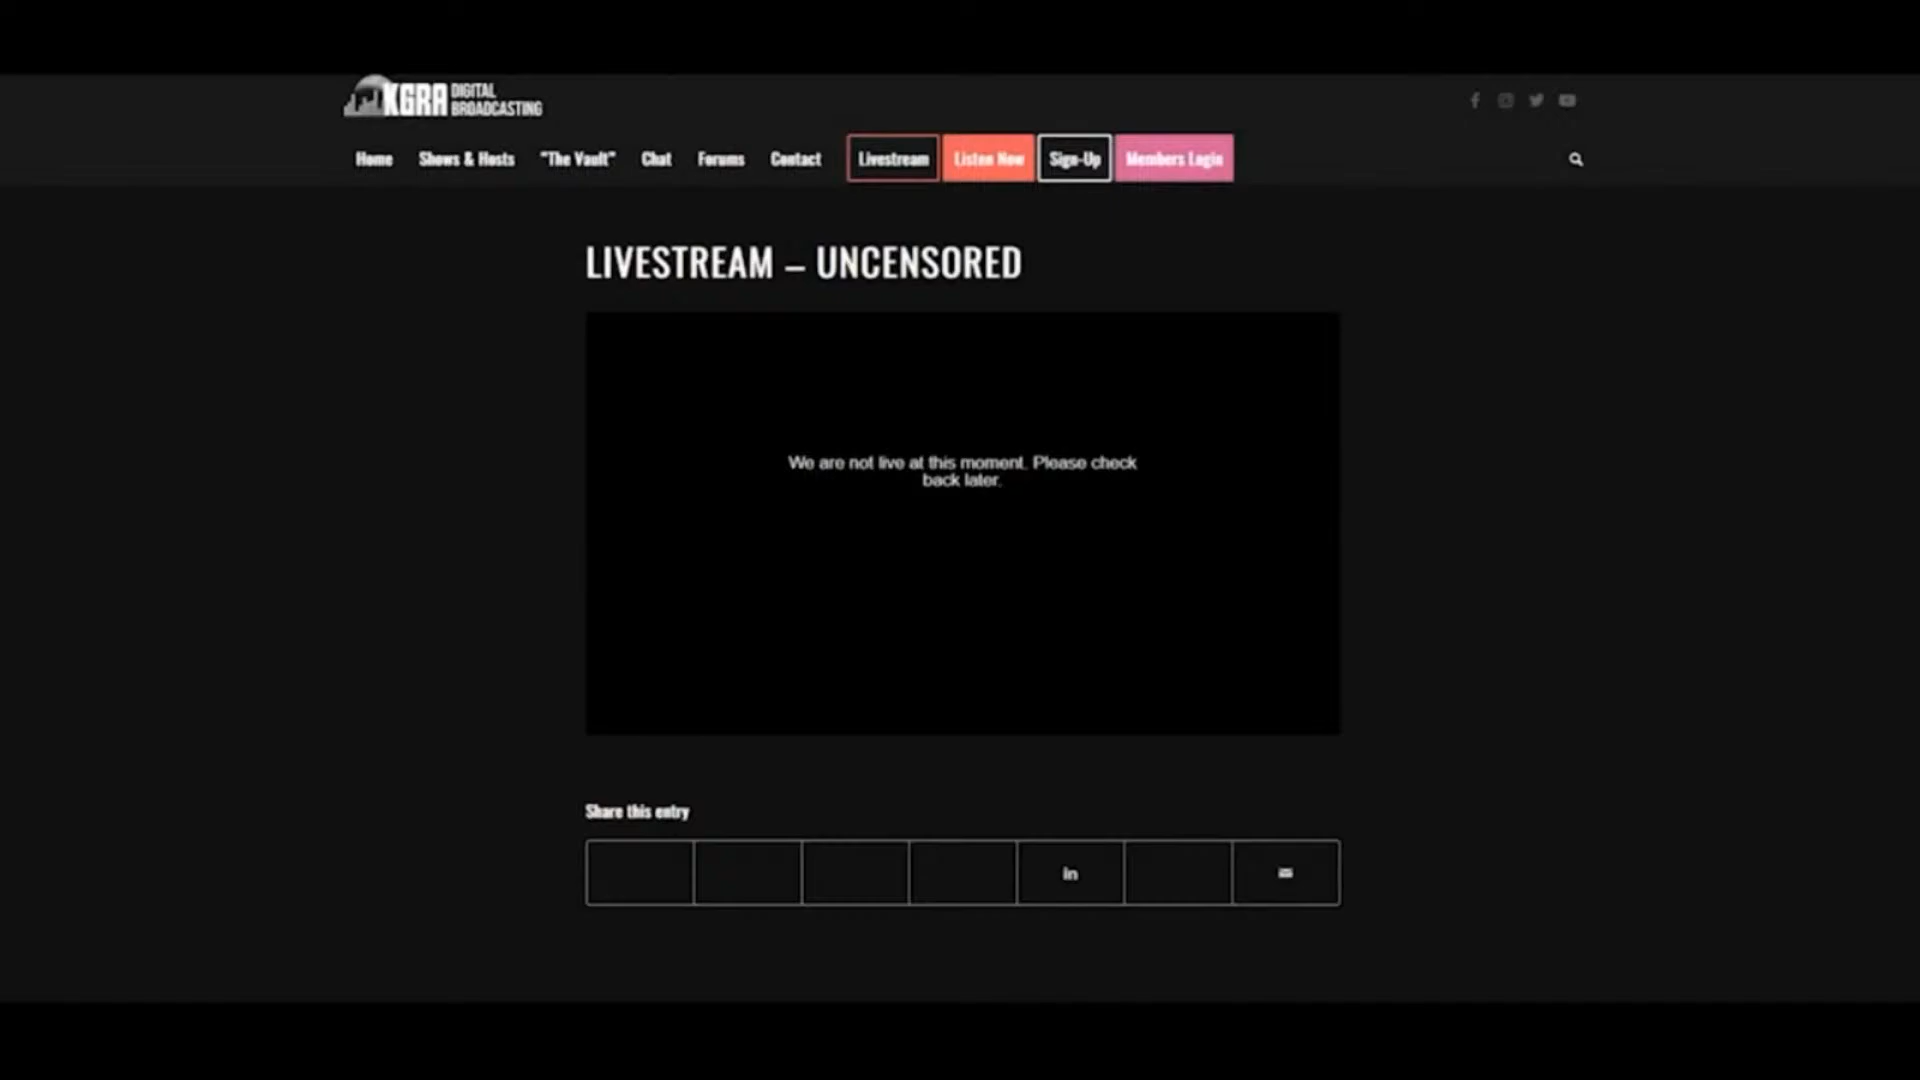 KGRA DIGITAL BROADCASTING
Home Shows & Hosts "The Vault" Chat Forums Contact Livestream Listen Now Sign-Up Members Login
LIVESTREAM – UNCENSORED
We are not live at this moment. Please check
back later.
Share this entry
in